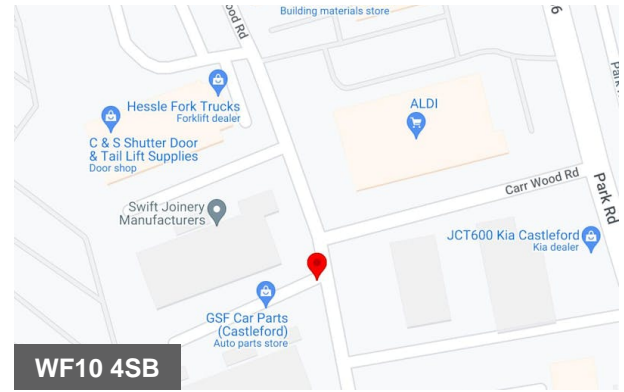 ood Rd
Building materials store
6
Park
Hessle Fork Trucks
Forklift dealer
ALDI
C & S Shutter Door
& Tail Lift Supplies
Door shop
Carr Wood Rd
Park Rd
Swift Joinery
Manufacturers
JCT600 Kia Castleford
Kia dealer
GSF Car Parts
(Castleford)
Auto parts store
WF10 4SB